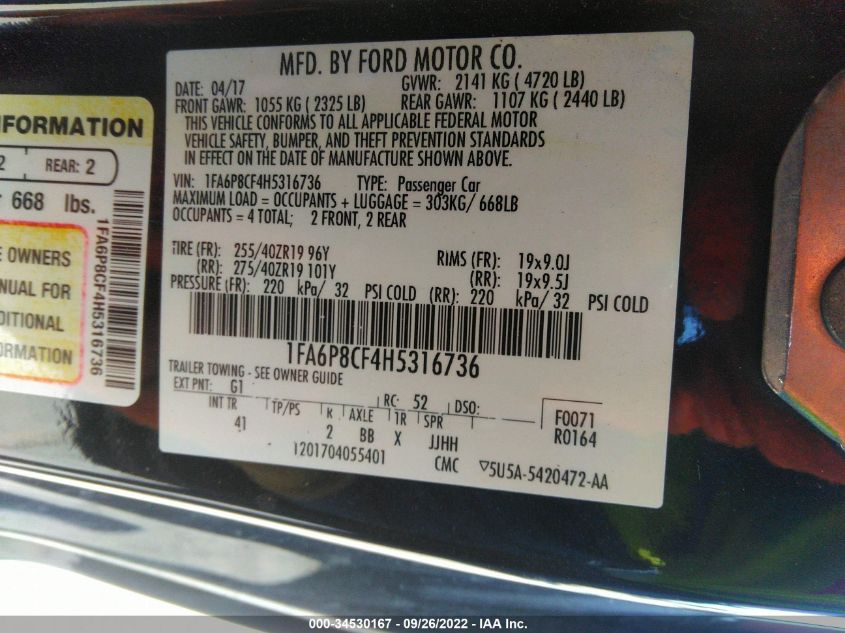 MFD. BY FORD MOTOR CO.
DATE: 04/17
GVWR: 2141 KG ( 4720 LB)
FRONT GAWR: 1055 KG ( 2325 LB)
REAR GAWR: 1107 KG ( 2440 LB)
THIS VEHICLE CONFORMS TO ALL APPLICABLE FEDERAL MOTOR
VEHICLE SAFETY, BUMPER, AND THEFT PREVENTION STANDARDS
IN EFFECT ON THE DATE OF MANUFACTURE SHOWN ABOVE.
VIN: 1FA6P8CF4H5316736 TYPE: Passenger Car
MAXIMUM LOAD = OCCUPANTS + LUGGAGE = 303KG/ 668LB
OCCUPANTS = 4 TOTAL; 2 FRONT, 2 REAR
TIRE (FR): 255/40ZR19 96Y RIMS (FR): 19x9.0J
(RR): 275/40ZR19 101Y (RR): 19x9.5J
PRESSURE (FR): 220 kPa/ 32 PSI COLD (RR): 220 kPa/ 32 PSI COLD
1FA6P8CF4H5316736
TRAILER TOWING - SEE OWNER GUIDE
EXT PNT: G1 RC: 52 DSO:
INT TR TP/PS R AXLE TR SPR
41 2 BB X JJHH
F0071
R0164
1201704055401 CMC ▽5U5A-5420472-AA
NFORMATION
2 REAR: 2
668 lbs.
1FA6P8CF4H5316736
E OWNERS
ANUAL FOR
DITIONAL
FORMATION
000-34530167 - 09/26/2022 - IAA Inc.